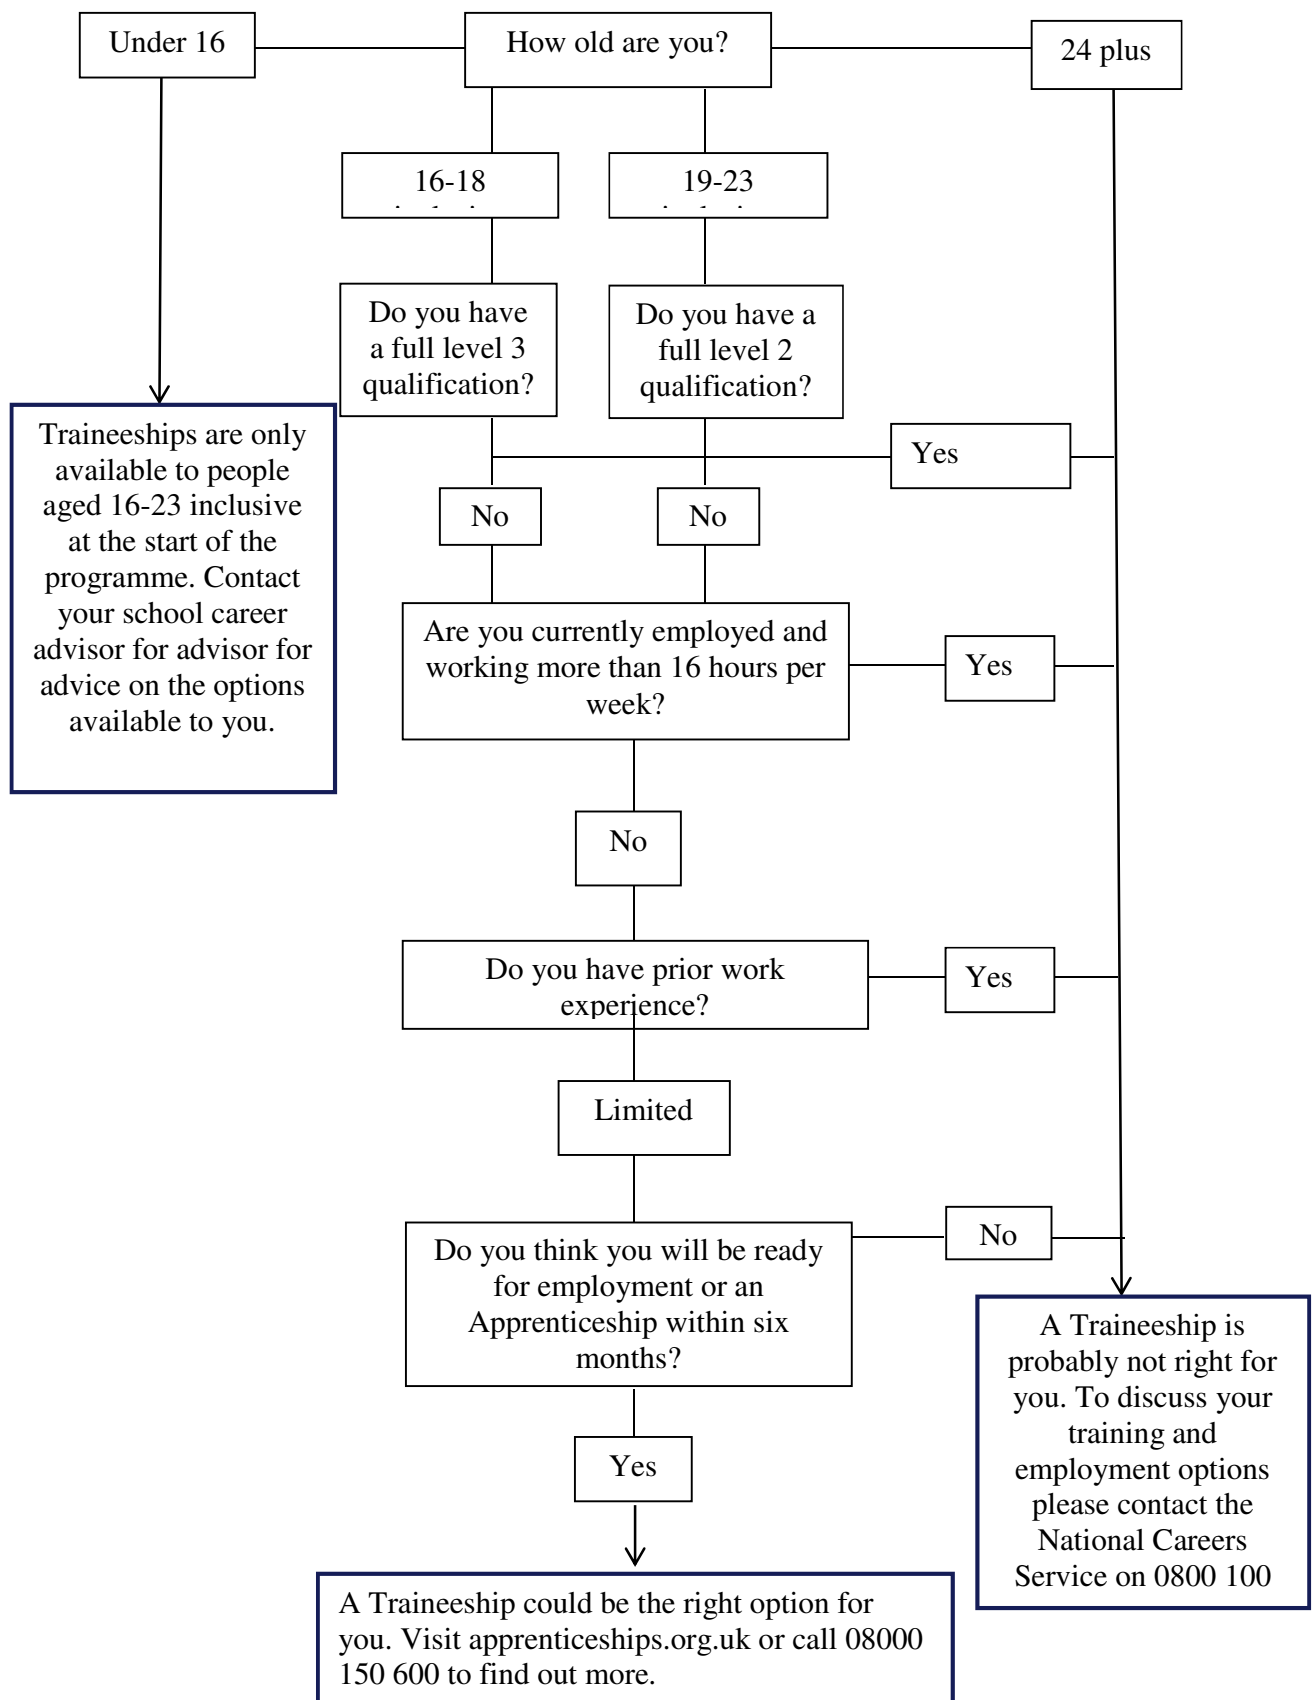 Under 16
How old are you?
24 plus
16-18
19-23
Do you have
a full level 3
qualification?
Do you have a
full level 2
qualification?
Traineeships are only
available to people
aged 16-23 inclusive
at the start of the
programme. Contact
your school career
advisor for advisor for
advice on the options
available to you.
Yes
No
No
Are you currently employed and
working more than 16 hours per
week?
Yes
No
Do you have prior work
experience?
Yes
Limited
Do you think you will be ready
for employment or an
Apprenticeship within six
months?
No
Yes
A Traineeship is
probably not right for
you. To discuss your
training and
employment options
please contact the
National Careers
Service on 0800 100
A Traineeship could be the right option for
you. Visit apprenticeships.org.uk or call 08000
150 600 to find out more.